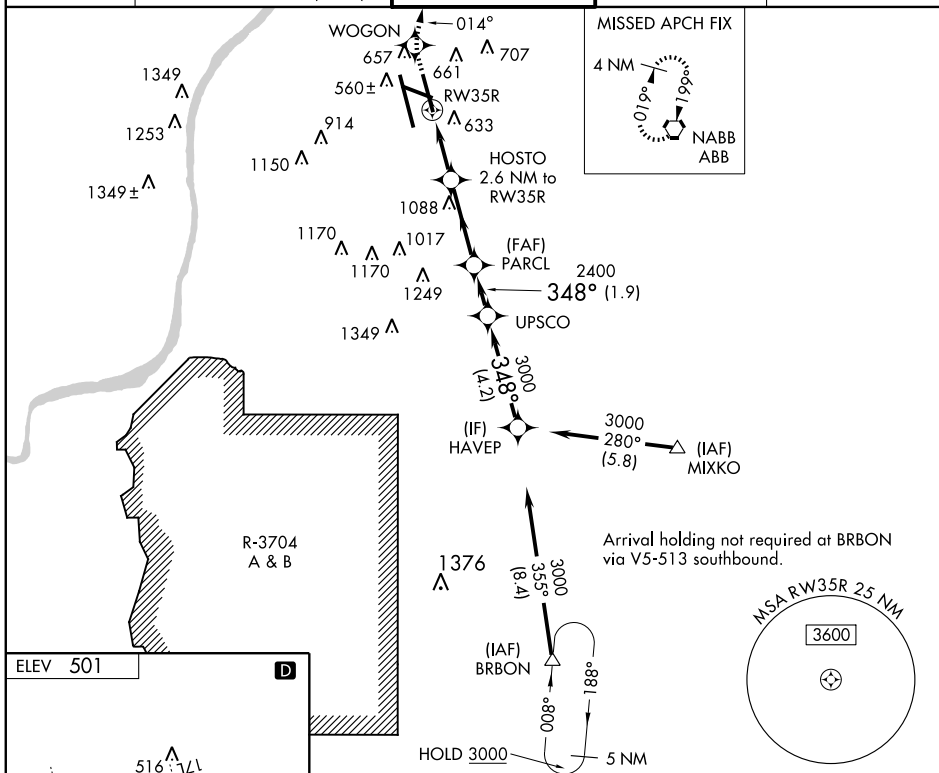 WOGON
014°
657
661
707
560±
RW35R
633
1349
1253
914
1150
1349±
HOSTO
2.6 NM to
RW35R
1088
1170
1170
1017
1249
1349
(FAF)
PARCL
2400
348° (1.9)
UPSCO
3000
348°
(4.2)
(IF)
HAVEP
3000
280°
(5.8)
(IAF)
MIXKO
MISSED APCH FIX
4 NM
019°
199°
NABB
ABB
R-3704
A & B
1376
3000
355°
(8.4)
Arrival holding not required at BRBON
via V5-513 southbound.
(IAF)
BRBON
008°
188°
HOLD 3000
5 NM
MSA RW35R 25 NM
3600
ELEV 501
D
516
17L